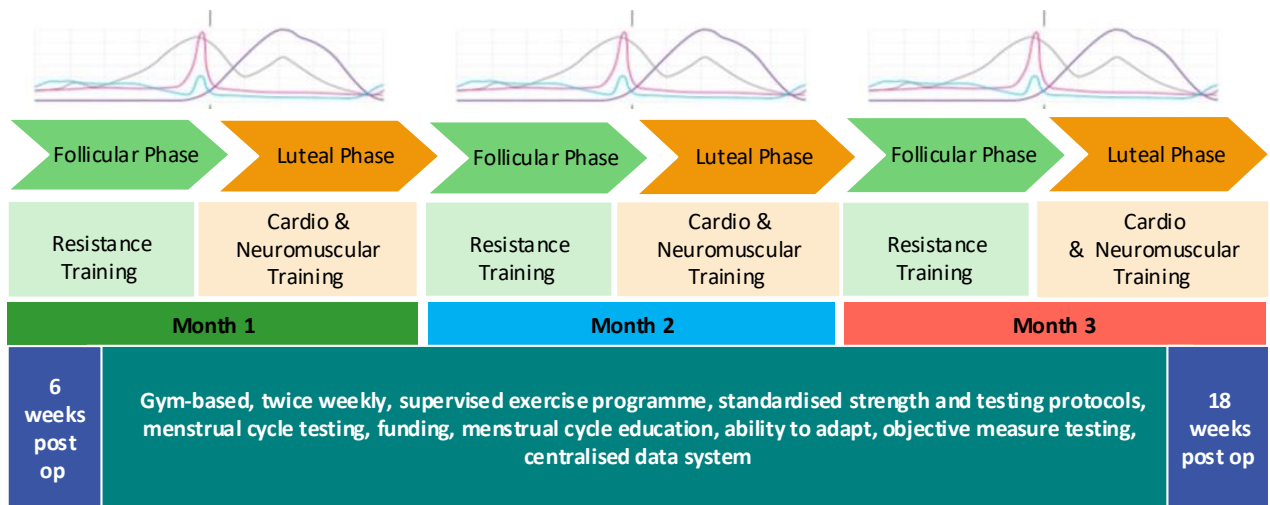 Follicular Phase
Luteal Phase
Follicular Phase
Luteal Phase
Follicular Phase
Luteal Phase
Resistance
Training
Cardio &
Neuromuscular
Training
Resistance
Training
Cardio &
Neuromuscular
Training
Resistance
Training
Cardio
& Neuromuscular
Training
Month 1
Month 2
Month 3
6
weeks
post
op
Gym-based, twice weekly, supervised exercise programme, standardised strength and testing protocols,
menstrual cycle testing, funding, menstrual cycle education, ability to adapt, objective measure testing,
centralised data system
18
weeks
post op